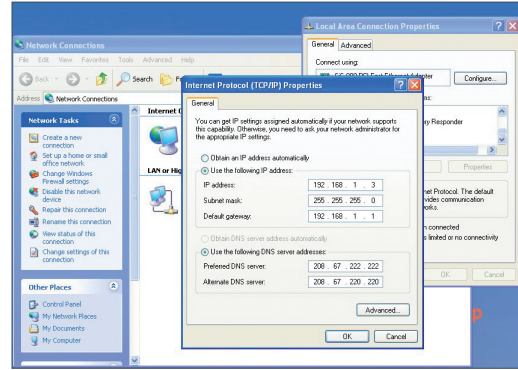 Local Area Connection Properties
General Advanced
Connect using:
Configure...
Network Connections
File Edit View Favorites Tools Advanced Help
Back Search
Address Network Connections
Network Tasks
Create a new
connection
Set up a home or small
office network
Change Windows
Firewall settings
Disable this network
device
Repair this connection
Rename this connection
View status of this
connection
Change settings of this
connection
Other Places
Control Panel
My Network Places
My Documents
My Computer
Internet
LAN or Hig
Internet Protocol (TCP/IP) Properties
General
You can get IP settings assigned automatically if your network supports
this capability. Otherwise, you need to ask your network administrator for
the appropriate IP settings.
Obtain an IP address automatically
Use the following IP address:
IP address: 192 . 168 . 1 . 3
Subnet mask: 255 . 255 . 255 . 0
Default gateway: 192 . 168 . 1 . 1
Obtain DNS server address automatically
Use the following DNS server addresses:
Preferred DNS server: 208 . 67 . 222 . 222
Alternate DNS server: 208 . 67 . 220 . 220
Advanced...
OK Cancel
ms:
ry Responder
Properties
net Protocol. The default
vides communication
connected
s limited or no connectivity
OK Cancel
p